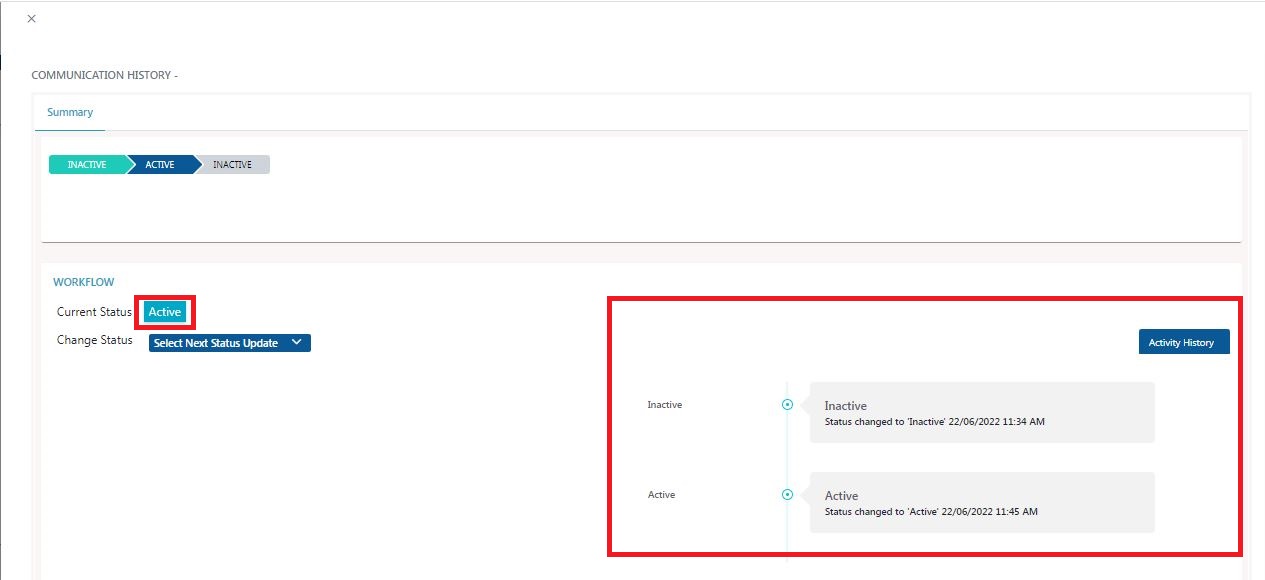 COMMUNICATION HISTORY -
Summary
INACTIVE ACTIVE INACTIVE
WORKFLOW
Current Status Active
Change Status Select Next Status Update
Activity History
Inactive
Inactive
Status changed to 'Inactive' 22/06/2022 11:34 AM
Active
Active
Status changed to 'Active' 22/06/2022 11:45 AM